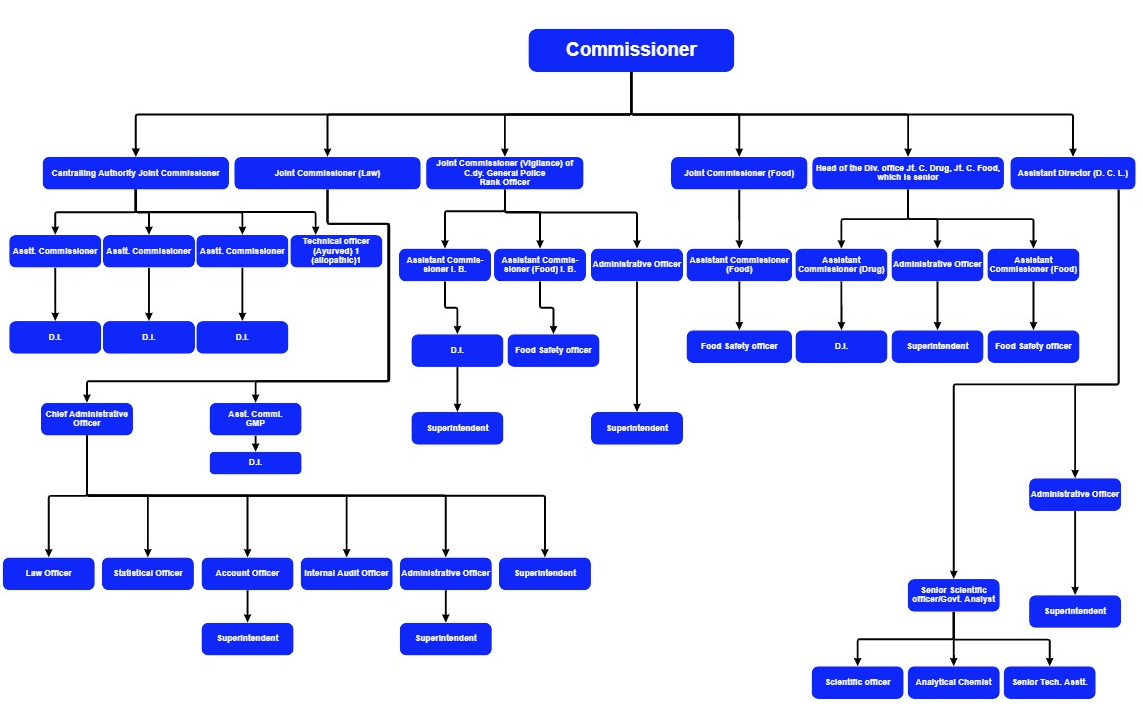 Commissioner
Cantralling Authority Joint Commissioner
Joint Commissioner (Law)
Joint Commissioner (Vigilance) of
C.dy. General Police
Rank Officer
Joint Commissioner (Food)
Head of the Div. office Jt. C. Drug, Jt. C. Food,
which is senior
Assistant Director (D. C. L.)
Asstt. Commissioner
Asstt. Commissioner
Asstt. Commissioner
Technical officer
(Ayurved) 1
(allopathic)1
Assistant Commis-
sioner I. B.
Assistant Commis-
sioner (Food) I. B.
Administrative Officer
Assistant Commissioner
(Food)
Assistant
Commissioner (Drug)
Administrative Officer
Assistant
Commissioner (Food)
D.I.
D.I.
D.I.
D.I.
Food Safety officer
Food Safety officer
D.I.
Superintendent
Food Safety officer
Chief Administrative
Officer
Asst. Commi.
GMP
Superintendent
Superintendent
D.I.
Administrative Officer
Law Officer
Statistical Officer
Account Officer
Internal Audit Officer
Administrative Officer
Superintendent
Senior Scientific
officer/Govt. Analyst
Superintendent
Superintendent
Superintendent
Scientific officer
Analytical Chemist
Senior Tech. Asstt.